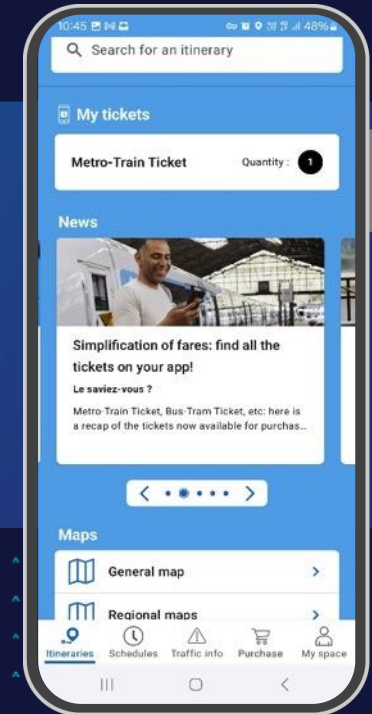 10:45 48%
Search for an itinerary
My tickets
Metro-Train Ticket Quantity : 1
News
Simplification of fares: find all the
tickets on your app!
Le saviez-vous ?
Metro-Train Ticket, Bus-Tram Ticket, etc: here is
a recap of the tickets now available for purchas...
Maps
General map
Regional maps
Itineraries Schedules Traffic info Purchase My space